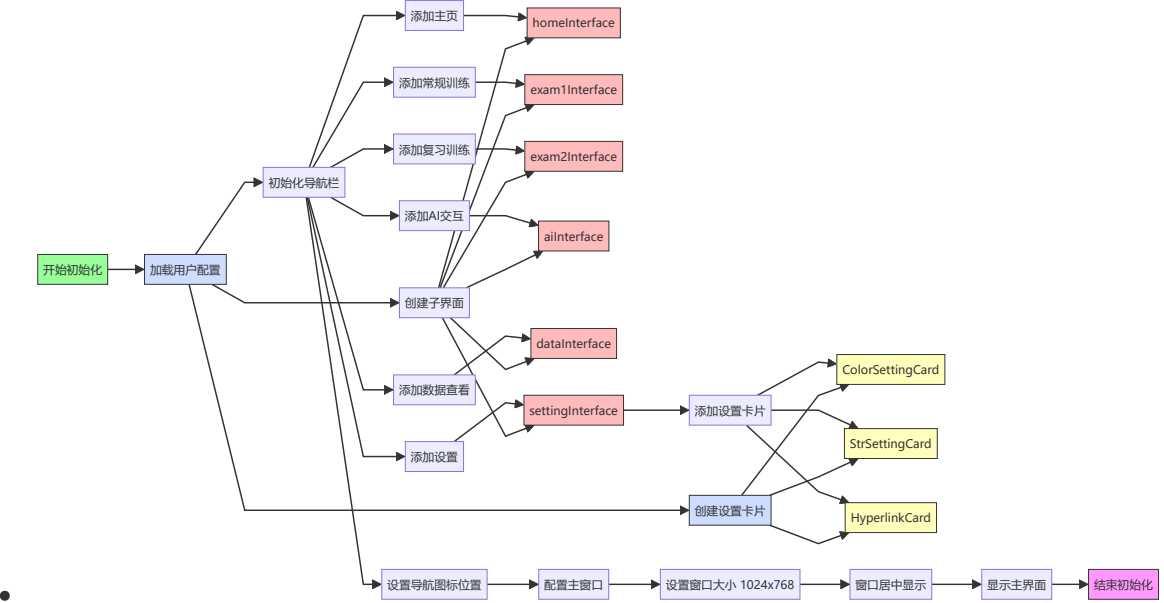 添加主页
homeInterface
添加常规训练
exam1Interface
添加复习训练
exam2Interface
初始化导航栏
添加AI交互
aiInterface
开始初始化
加载用户配置
创建子界面
dataInterface
ColorSettingCard
添加数据查看
settingInterface
添加设置卡片
StrSettingCard
添加设置
创建设置卡片
HyperlinkCard
设置导航图标位置
配置主窗口
设置窗口大小 1024x768
窗口居中显示
显示主界面
结束初始化